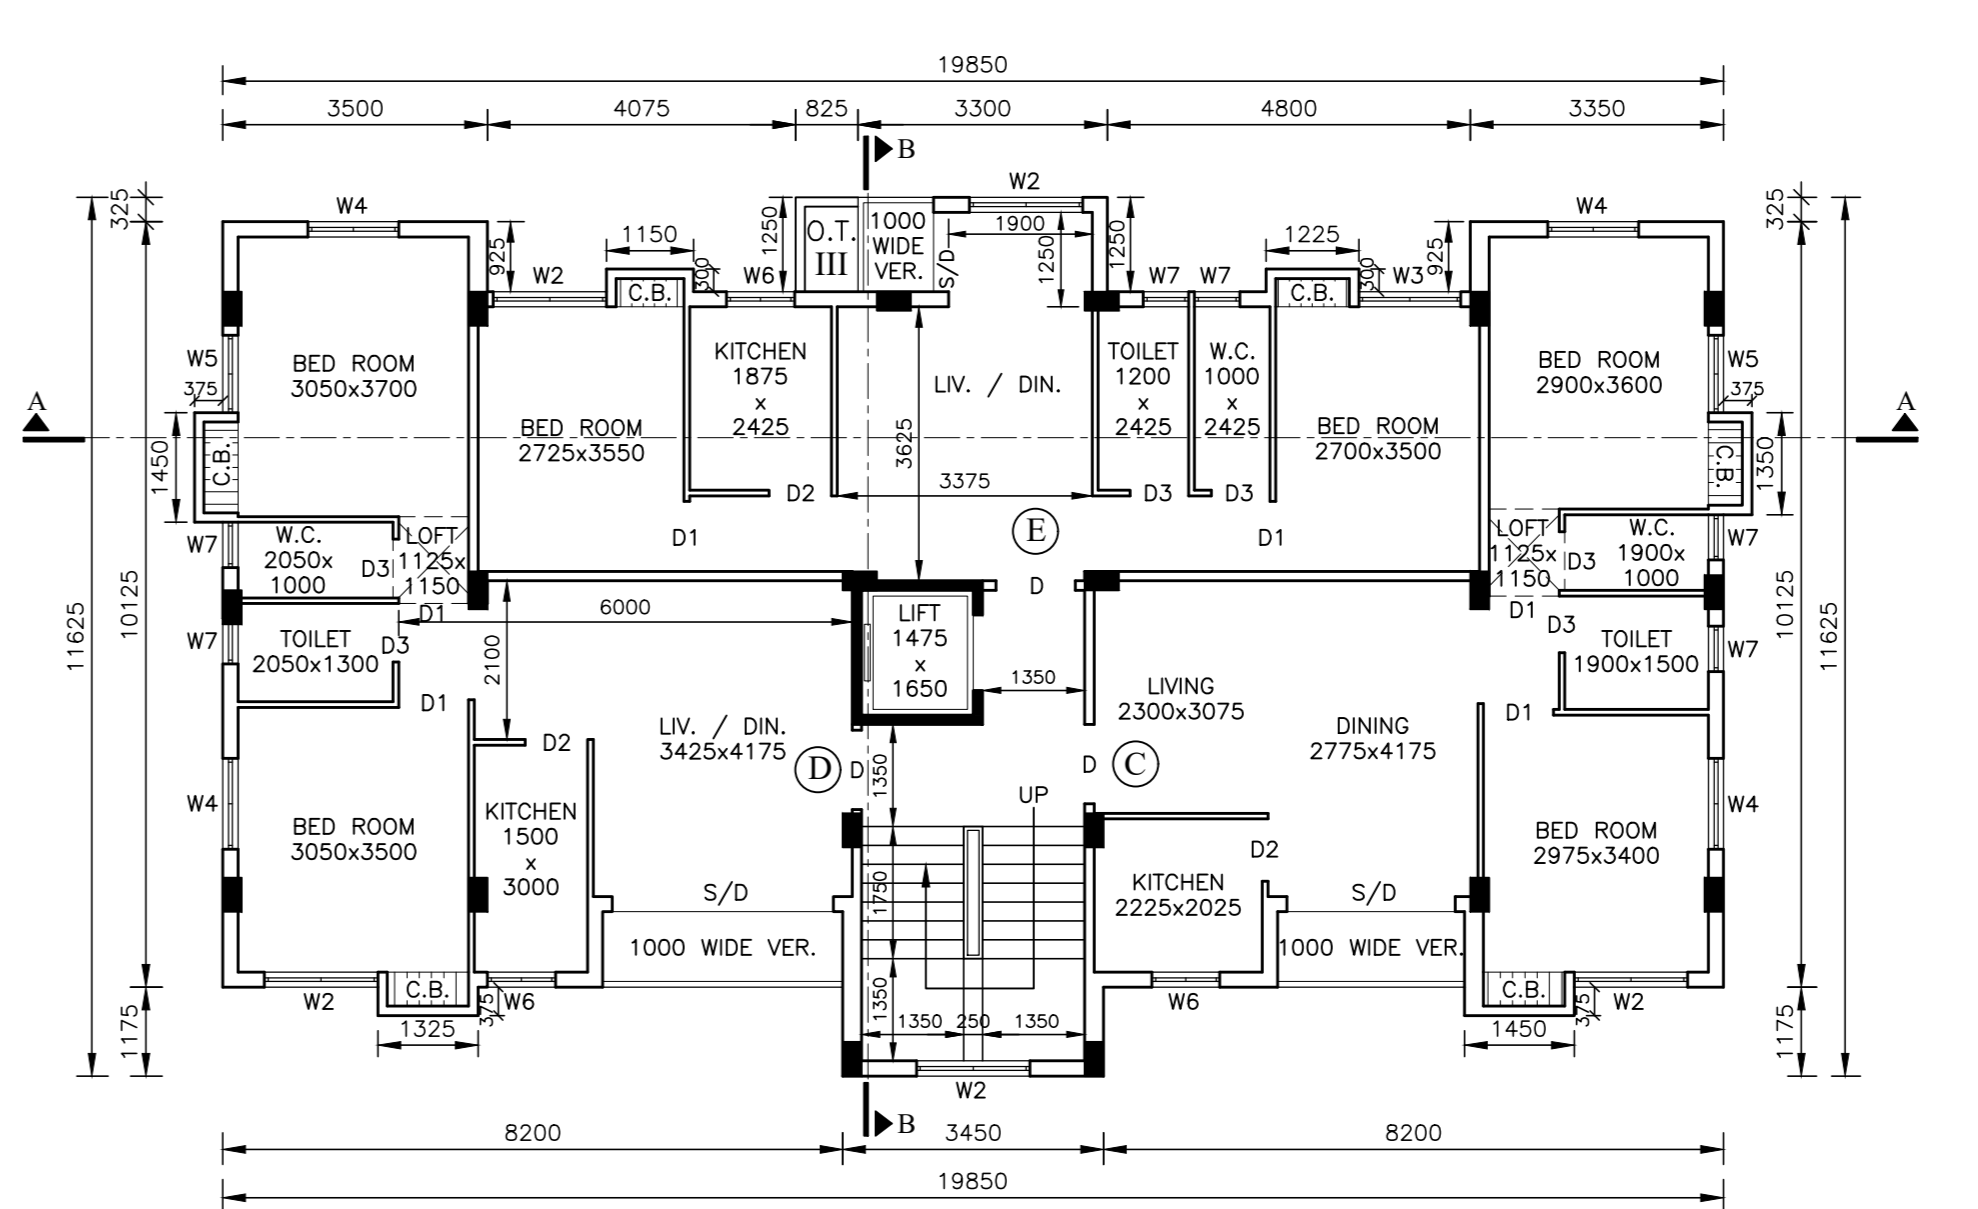 19850
3500
4075
825
3300
4800
3350
B
325
W4
1150
925
W2
300
W6
1250
O.T.
III
1000
WIDE
VER.
S/D
W2
1900
1250
1250
W7
W7
1225
300
W3
925
W4
325
C.B.
C.B.
W5
375
BED ROOM
3050x3700
BED ROOM
2725x3550
KITCHEN
1875
x
2425
LIV. / DIN.
3625
3375
TOILET
1200
x
2425
W.C.
1000
x
2425
BED ROOM
2700x3500
BED ROOM
2900x3600
W5
375
A
A
1450
C.B.
C.B.
1350
D2
D3
D3
E
D1
D1
W7
W.C.
2050x
1000
D3
LOFT
1125x
1150
D1
LOFT
1125x
1150
D3
W.C.
1900x
1000
W7
D1
D
6000
LIFT
1475
x
1650
11625
10125
10125
11625
W7
TOILET
2050x1300
D3
2100
D1
1350
D3
TOILET
1900x1500
W7
D1
LIVING
2300x3075
LIV. / DIN.
3425x4175
DINING
2775x4175
D2
D
D
1350
D
C
UP
W4
BED ROOM
3050x3500
KITCHEN
1500
x
3000
D2
BED ROOM
2975x3400
W4
S/D
1750
KITCHEN
2225x2025
S/D
1000 WIDE VER.
1000 WIDE VER.
W2
C.B.
375
W6
1325
1350
1350
250
1350
W6
C.B.
375
W2
1450
1175
1175
W2
B
8200
3450
8200
19850